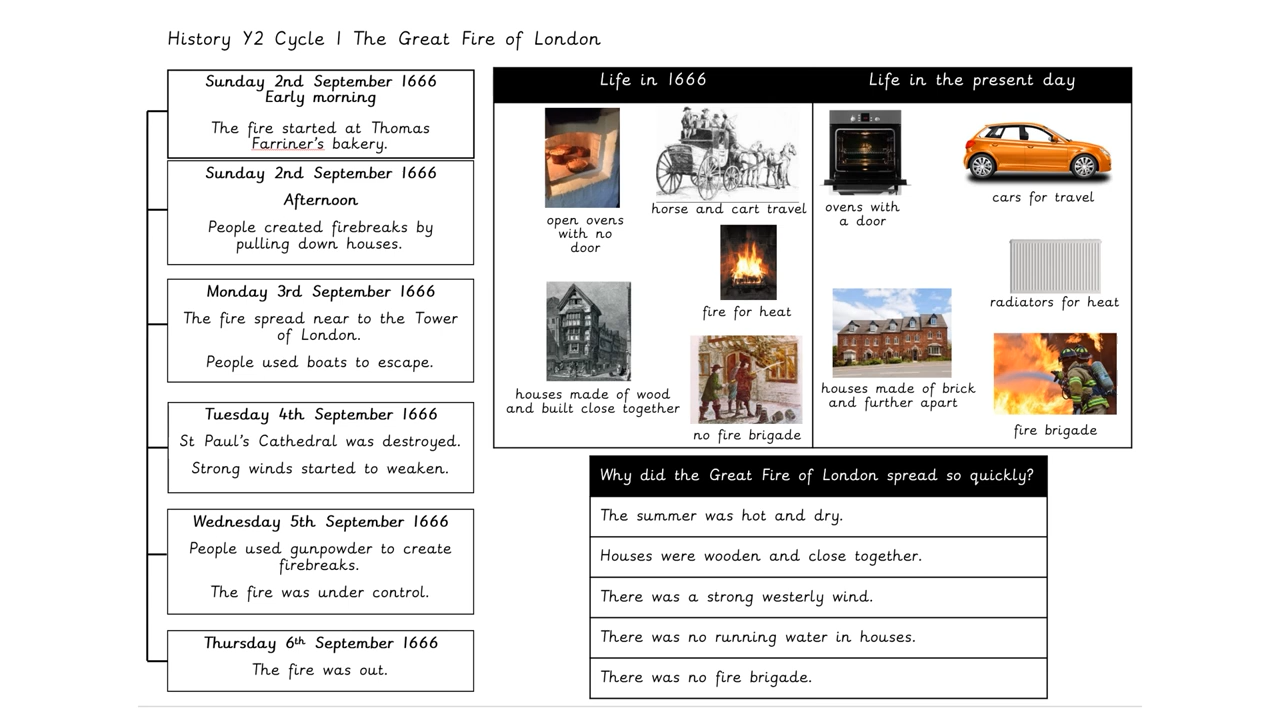 History Y2 Cycle 1 The Great Fire of London
Sunday 2nd September 1666
Early morning
The fire started at Thomas
Farriner's bakery.
Sunday 2nd September 1666
Afternoon
People created firebreaks by
pulling down houses.
Monday 3rd September 1666
The fire spread near to the Tower
of London.
People used boats to escape.
Tuesday 4th September 1666
St Paul's Cathedral was destroyed.
Strong winds started to weaken.
Wednesday 5th September 1666
People used gunpowder to create
firebreaks.
The fire was under control.
Thursday 6th September 1666
The fire was out.
Life in 1666
open ovens
with no
door
horse and cart travel
fire for heat
houses made of wood
and built close together
no fire brigade
Life in the present day
ovens with
a door
cars for travel
radiators for heat
houses made of brick
and further apart
fire brigade
Why did the Great Fire of London spread so quickly?
The summer was hot and dry.
Houses were wooden and close together.
There was a strong westerly wind.
There was no running water in houses.
There was no fire brigade.